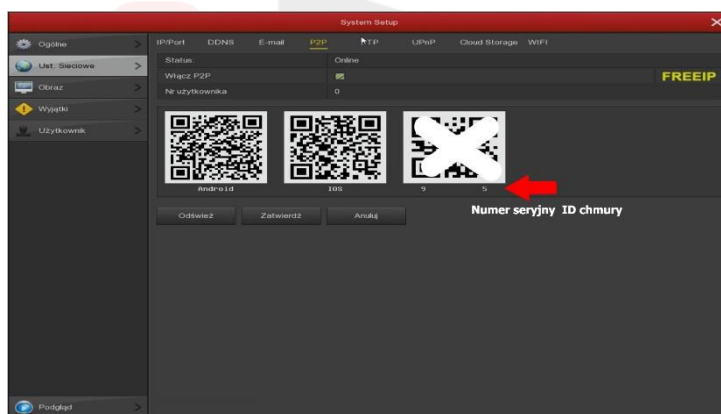 System Setup
Ogólne
Ust. Sieciowe
Obraz
Wyjątki
Użytkownik
Podgląd
IP/Port DDNS E-mail P2P UPnP Cloud Storage WIFI
Status: Online
Włącz P2P
FREEIP
Nr użytkownika 0
Android IOS 9 5
Numer seryjny ID chmury
Odśwież Zatwierdź Anuluj